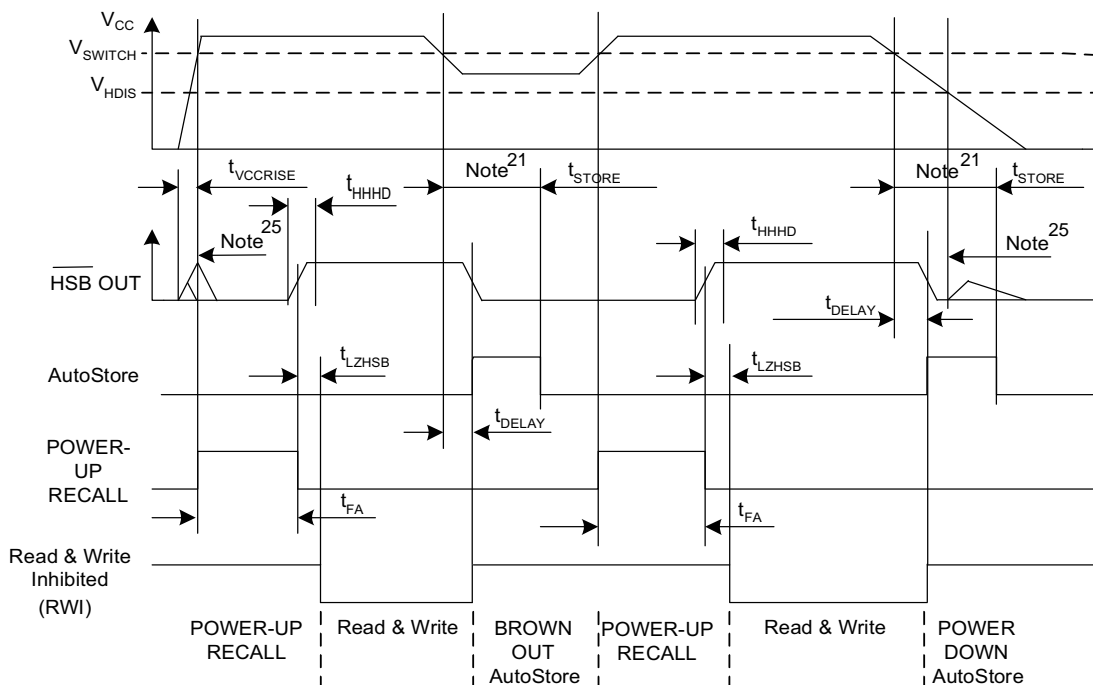 VCC
VSWITCH
VHDIS
tVCCRISE
tHHHD
Note21
tSTORE
Note21
tSTORE
Note25
tHHHD
Note25
HSB OUT
tDELAY
tLZHSB
tLZHSB
AutoStore
tDELAY
POWER-
UP
RECALL
tFA
tFA
Read & Write
Inhibited
(RWI)
POWER-UP
RECALL
Read & Write
BROWN
OUT
AutoStore
POWER-UP
RECALL
Read & Write
POWER
DOWN
AutoStore